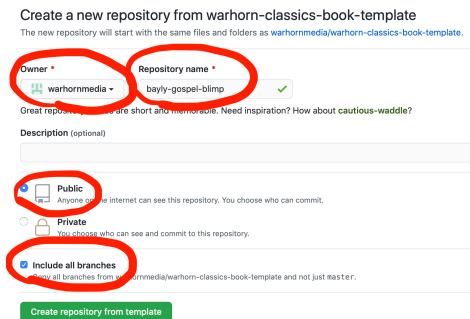 Create a new repository from warhorn-classics-book-template
The new repository will start with the same files and folders as warhornmedia/warhorn-classics-book-template.
Owner *
Repository name *
warhornmedia
bayly-gospel-blimp
Great repository names are short and memorable. Need inspiration? How about cautious-waddle?
Description (optional)
Public
Anyone on the internet can see this repository. You choose who can commit.
Private
You choose who can see and commit to this repository.
Include all branches
Copy all branches from warhornmedia/warhorn-classics-book-template and not just master.
Create repository from template